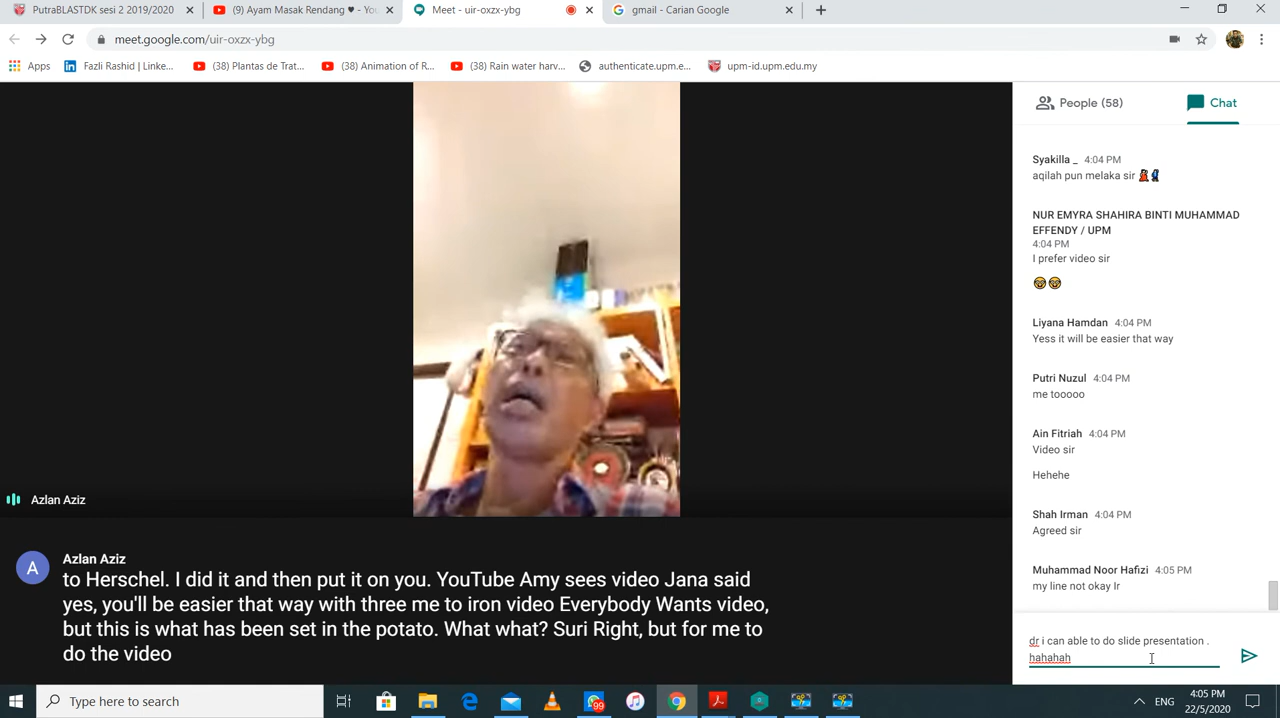 PutraBLASTDK sesi 2 2019/2020
(9) Ayam Masak Rendang ♥ - Yo
Meet - uir-oxzx-ybg
gmail - Carian Google
meet.google.com/uir-oxzx-ybg
Apps
Fazli Rashid | Linke...
(38) Plantas de Trat...
(38) Animation of R...
(38) Rain water harv...
authenticate.upm.e...
upm-id.upm.edu.my
People (58)
Chat
Syakilla _ 4:04 PM
aqilah pun melaka sir
NUR EMYRA SHAHIRA BINTI MUHAMMAD
EFFENDY / UPM
4:04 PM
I prefer video sir
Liyana Hamdan 4:04 PM
Yess it will be easier that way
Putri Nuzul 4:04 PM
me tooooo
Ain Fitriah 4:04 PM
Video sir
Hehehe
Shah Irman 4:04 PM
Agreed sir
Muhammad Noor Hafizi 4:05 PM
my line not okay Ir
dr i can able to do slide presentation .
hahahah
Azlan Aziz
Azlan Aziz
A
to Herschel. I did it and then put it on you. YouTube Amy sees video Jana said
yes, you'll be easier that way with three me to iron video Everybody Wants video,
but this is what has been set in the potato. What what? Suri Right, but for me to
do the video
Type here to search
99
ENG
4:05 PM
22/5/2020